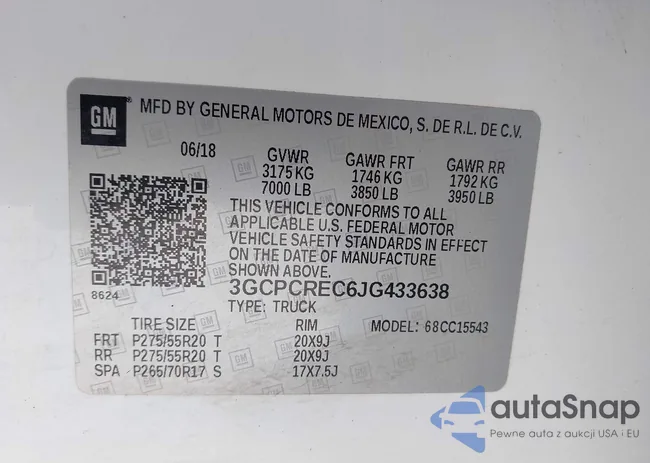 GM
MFD BY GENERAL MOTORS DE MEXICO, S. DE R.L. DE C.V.
06/18 GVWR GAWR FRT GAWR RR
3175 KG 1746 KG 1792 KG
7000 LB 3850 LB 3950 LB
THIS VEHICLE CONFORMS TO ALL
APPLICABLE U.S. FEDERAL MOTOR
VEHICLE SAFETY STANDARDS IN EFFECT
ON THE DATE OF MANUFACTURE
SHOWN ABOVE.
8624
3GCPCREC6JG433638
TYPE: TRUCK
TIRE SIZE RIM MODEL: 68CC15543
FRT P275/55R20 T 20X9J
RR P275/55R20 T 20X9J
SPA P265/70R17 S 17X7.5J
autaSnap
Pewne auta z aukcji USA i EU